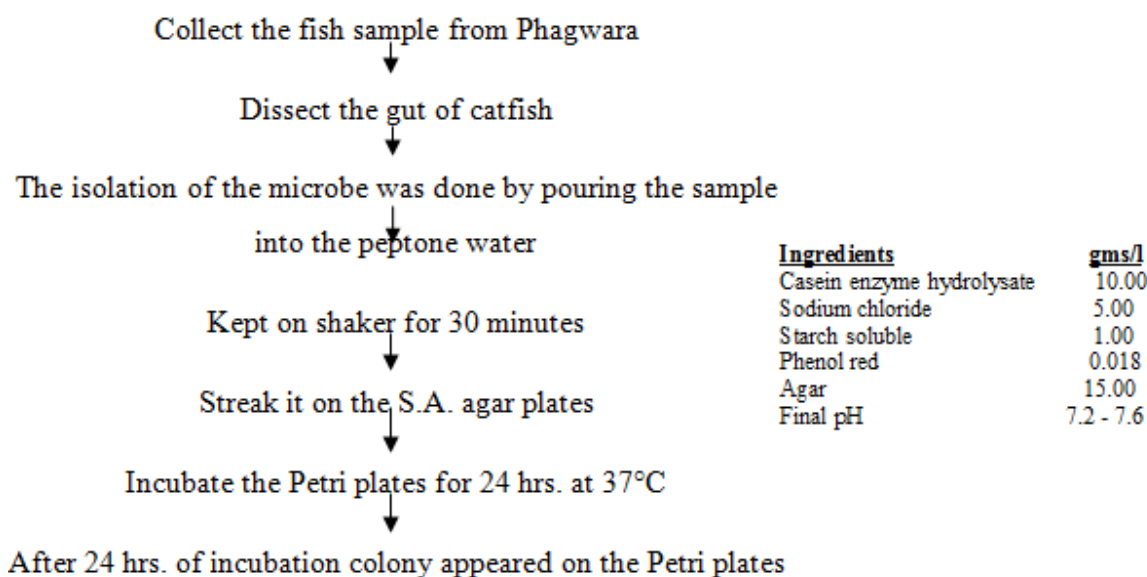 Collect the fish sample from Phagwara
Dissect the gut of catfish
The isolation of the microbe was done by pouring the sample
into the peptone water
Kept on shaker for 30 minutes
Streak it on the S.A. agar plates
Incubate the Petri plates for 24 hrs. at 37°C
After 24 hrs. of incubation colony appeared on the Petri plates
Ingredients gms/l
Casein enzyme hydrolysate 10.00
Sodium chloride 5.00
Starch soluble 1.00
Phenol red 0.018
Agar 15.00
Final pH 7.2 - 7.6